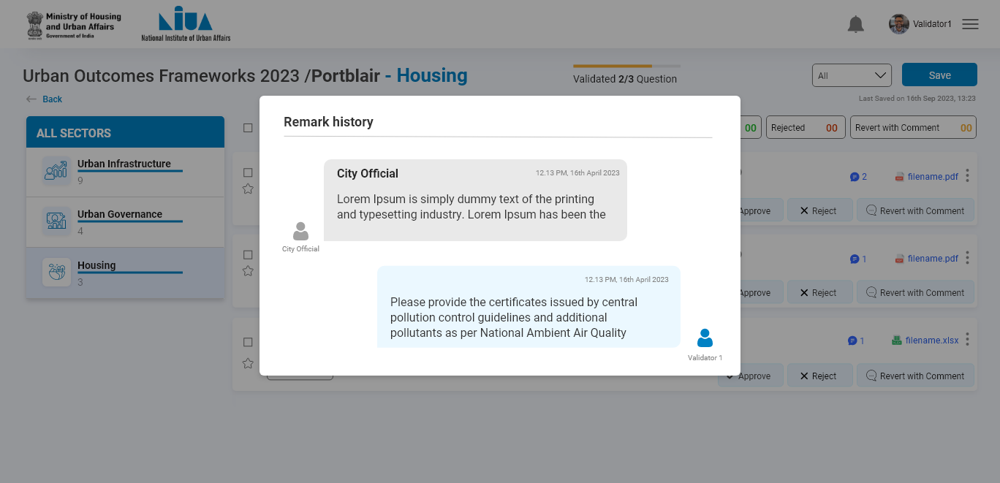 Ministry of Housing
and Urban Affairs
Government of India
NIUA
National Institute of Urban Affairs
Validator1
Urban Outcomes Frameworks 2023 /Portblair - Housing
Validated 2/3 Question
All
Save
Back
Last Saved on 16th Sep 2023, 13:23
ALL SECTORS
Urban Infrastructure
9
Urban Governance
4
Housing
3
00
Rejected 00
Revert with Comment 00
2
filename.pdf
Approve
Reject
Revert with Comment
1
filename.pdf
Approve
Reject
Revert with Comment
1
filename.xlsx
Approve
Reject
Revert with Comment
Remark history
City Official
12.13 PM, 16th April 2023
Lorem Ipsum is simply dummy text of the printing
and typesetting industry. Lorem Ipsum has been the
City Official
12.13 PM, 16th April 2023
Please provide the certificates issued by central
pollution control guidelines and additional
pollutants as per National Ambient Air Quality
Validator 1